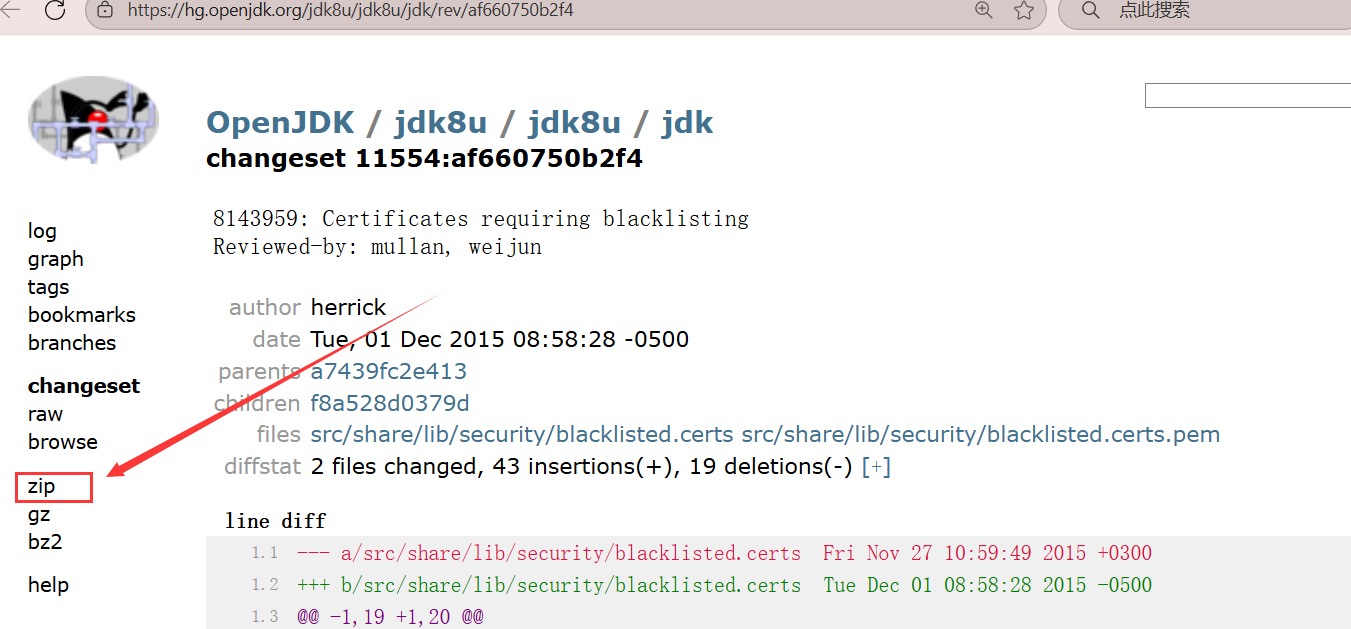 https://hg.openjdk.org/jdk8u/jdk8u/jdk/rev/af660750b2f4
点此搜索
OpenJDK / jdk8u / jdk8u / jdk
changeset 11554:af660750b2f4
8143959: Certificates requiring blacklisting
Reviewed-by: mullan, weijun
log
graph
tags
bookmarks
branches
changeset
raw
browse
zip
gz
bz2
help
author herrick
date Tue, 01 Dec 2015 08:58:28 -0500
parents a7439fc2e413
children f8a528d0379d
files src/share/lib/security/blacklisted.certs src/share/lib/security/blacklisted.certs.pem
diffstat 2 files changed, 43 insertions(+), 19 deletions(-) [+]
line diff
1.1 --- a/src/share/lib/security/blacklisted.certs Fri Nov 27 10:59:49 2015 +0300
1.2 +++ b/src/share/lib/security/blacklisted.certs Tue Dec 01 08:58:28 2015 -0500
1.3 @@ -1,19 +1,20 @@